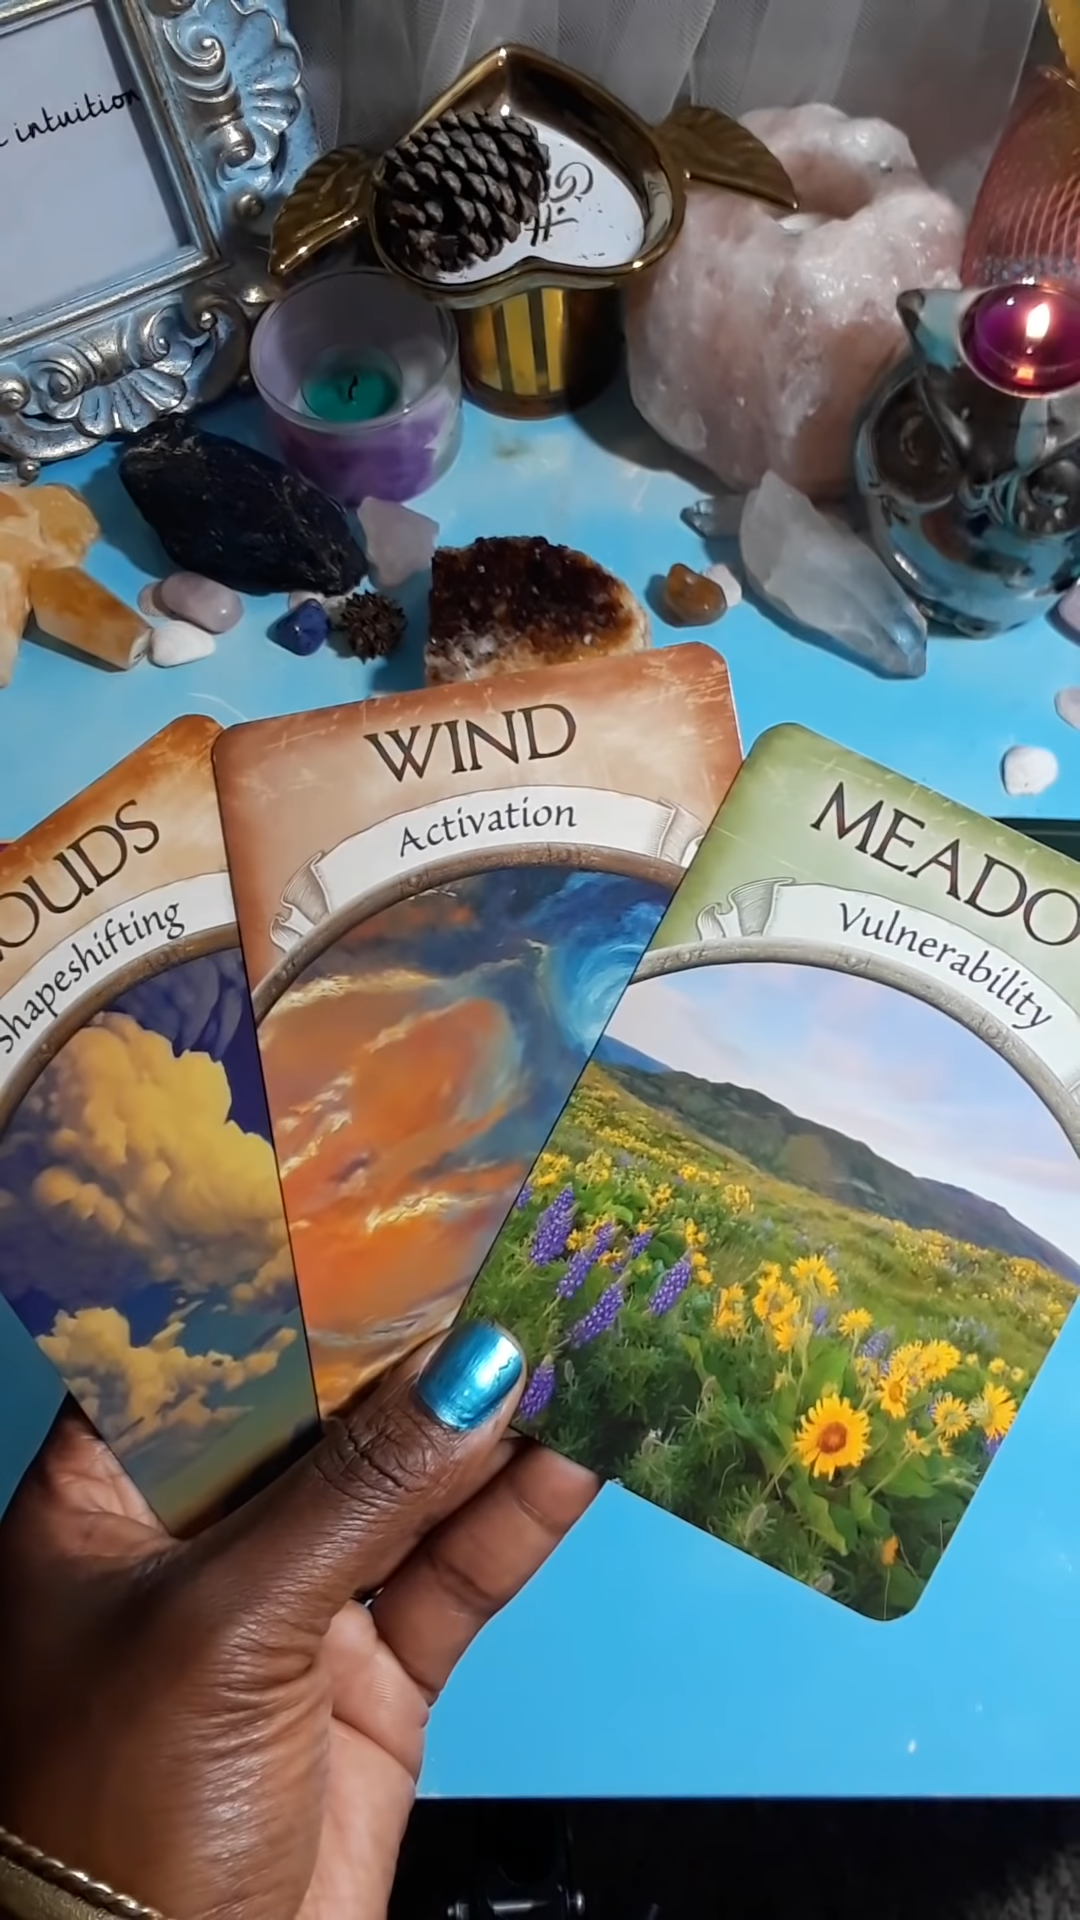 intuition
OUDS
Shapeshifting
WIND
Activation
MEADO
Vulnerability